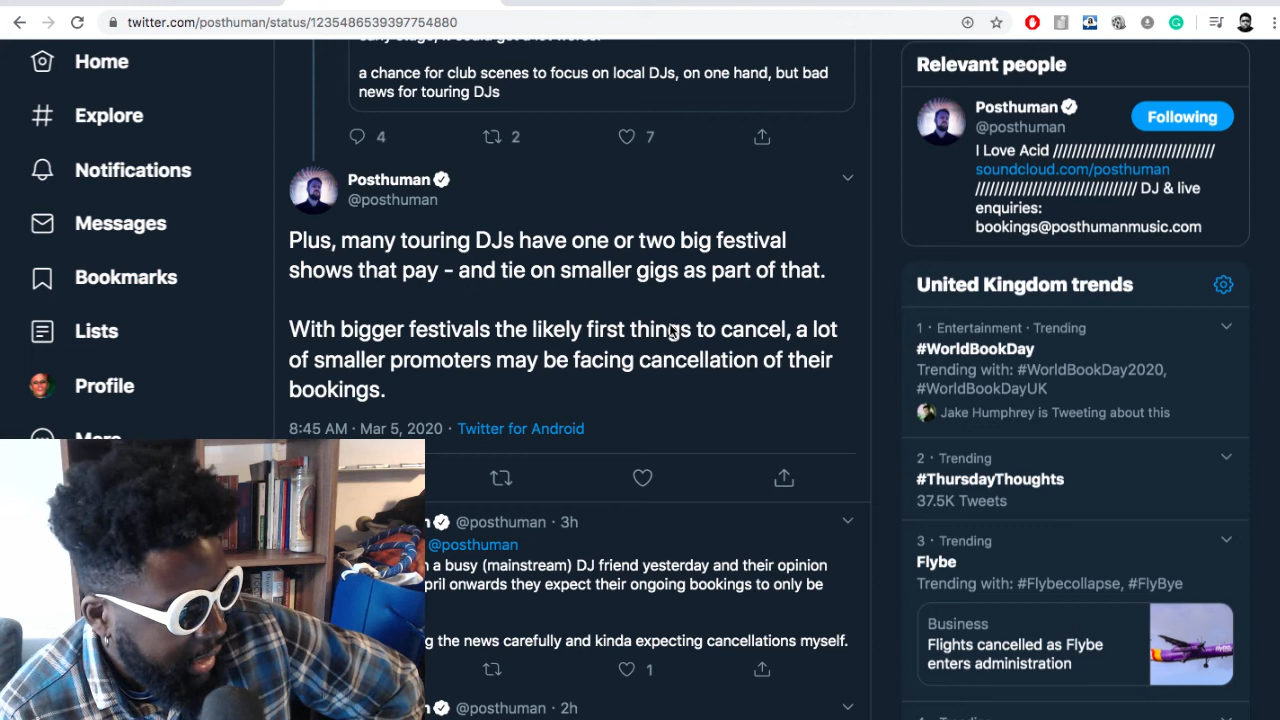 twitter.com/posthuman/status/1235486539397754880
Home
Explore
Notifications
Messages
Bookmarks
Lists
Profile
More
a chance for club scenes to focus on local DJs, on one hand, but bad
news for touring DJs
4
2
7
Posthuman
@posthuman
Plus, many touring DJs have one or two big festival
shows that pay - and tie on smaller gigs as part of that.
With bigger festivals the likely first things to cancel, a lot
of smaller promoters may be facing cancellation of their
bookings.
8:45 AM · Mar 5, 2020 · Twitter for Android
@posthuman · 3h
@posthuman
a busy (mainstream) DJ friend yesterday and their opinion
onwards they expect their ongoing bookings to only be
the news carefully and kinda expecting cancellations myself.
1
@posthuman · 2h
Relevant people
Posthuman
@posthuman
Following
I Love Acid ////////////////////////////////
soundcloud.com/posthuman
//////////////////////////////// DJ & live
enquiries:
bookings@posthumanmusic.com
United Kingdom trends
1 · Entertainment · Trending
#WorldBookDay
Trending with: #WorldBookDay2020,
#WorldBookDayUK
Jake Humphrey is Tweeting about this
2 · Trending
#ThursdayThoughts
37.5K Tweets
3 · Trending
Flybe
Trending with: #Flybecollapse, #FlyBye
Business
Flights cancelled as Flybe
enters administration